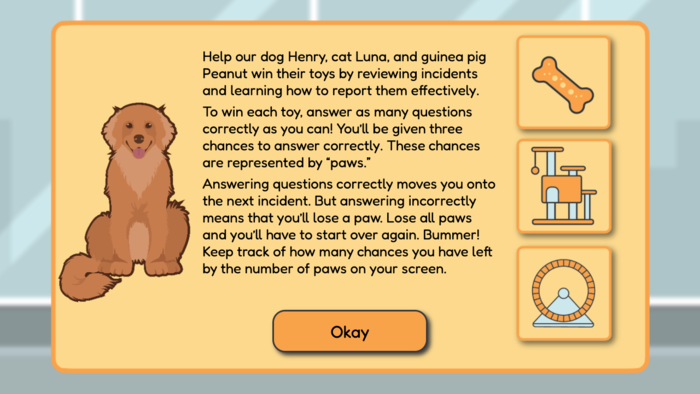 Help our dog Henry, cat Luna, and guinea pig
Peanut win their toys by reviewing incidents
and learning how to report them effectively.
To win each toy, answer as many questions
correctly as you can! You'll be given three
chances to answer correctly. These chances
are represented by "paws."
Answering questions correctly moves you onto
the next incident. But answering incorrectly
means that you'll lose a paw. Lose all paws
and you'll have to start over again. Bummer!
Keep track of how many chances you have left
by the number of paws on your screen.
Okay